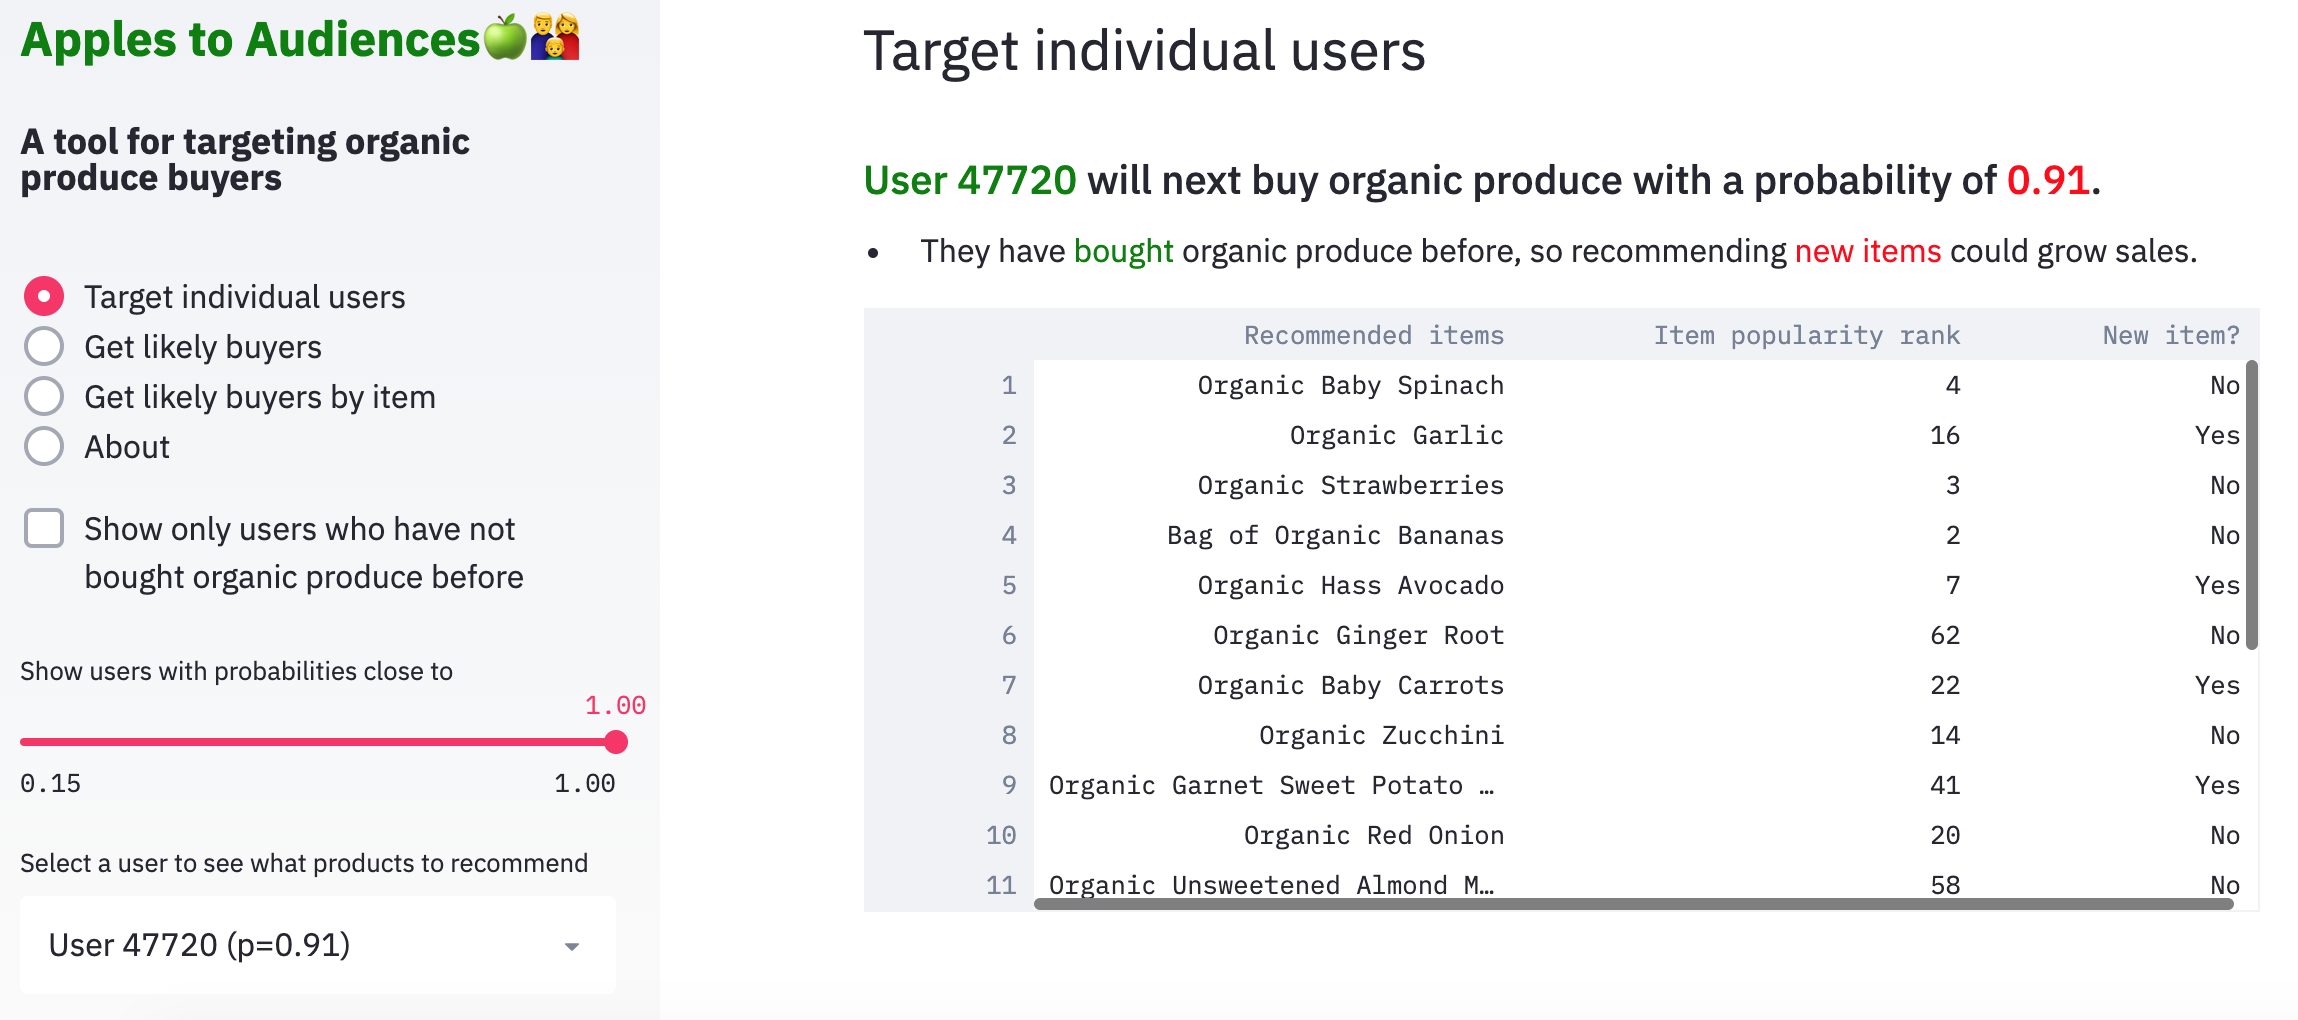 Apples to Audiences🍏👨‍👩‍👦
A tool for targeting organic
produce buyers
Target individual users
Get likely buyers
Get likely buyers by item
About
Show only users who have not
bought organic produce before
Show users with probabilities close to
1.00
0.15 1.00
Select a user to see what products to recommend
User 47720 (p=0.91)
Target individual users
User 47720 will next buy organic produce with a probability of 0.91.
• They have bought organic produce before, so recommending new items could grow sales.
Recommended items Item popularity rank New item?
1 Organic Baby Spinach 4 No
2 Organic Garlic 16 Yes
3 Organic Strawberries 3 No
4 Bag of Organic Bananas 2 No
5 Organic Hass Avocado 7 Yes
6 Organic Ginger Root 62 No
7 Organic Baby Carrots 22 Yes
8 Organic Zucchini 14 No
9 Organic Garnet Sweet Potato … 41 Yes
10 Organic Red Onion 20 No
11 Organic Unsweetened Almond M… 58 No